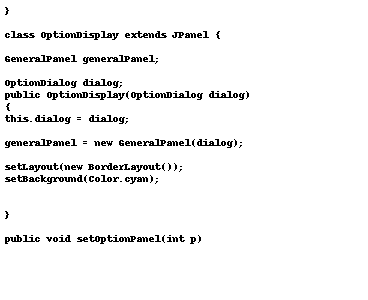 }
class OptionDisplay extends JPanel {
GeneralPanel generalPanel;
OptionDialog dialog;
public OptionDisplay(OptionDialog dialog)
{
this.dialog = dialog;
generalPanel = new GeneralPanel(dialog);
setLayout(new BorderLayout());
setBackground(Color.cyan);
}
public void setOptionPanel(int p)